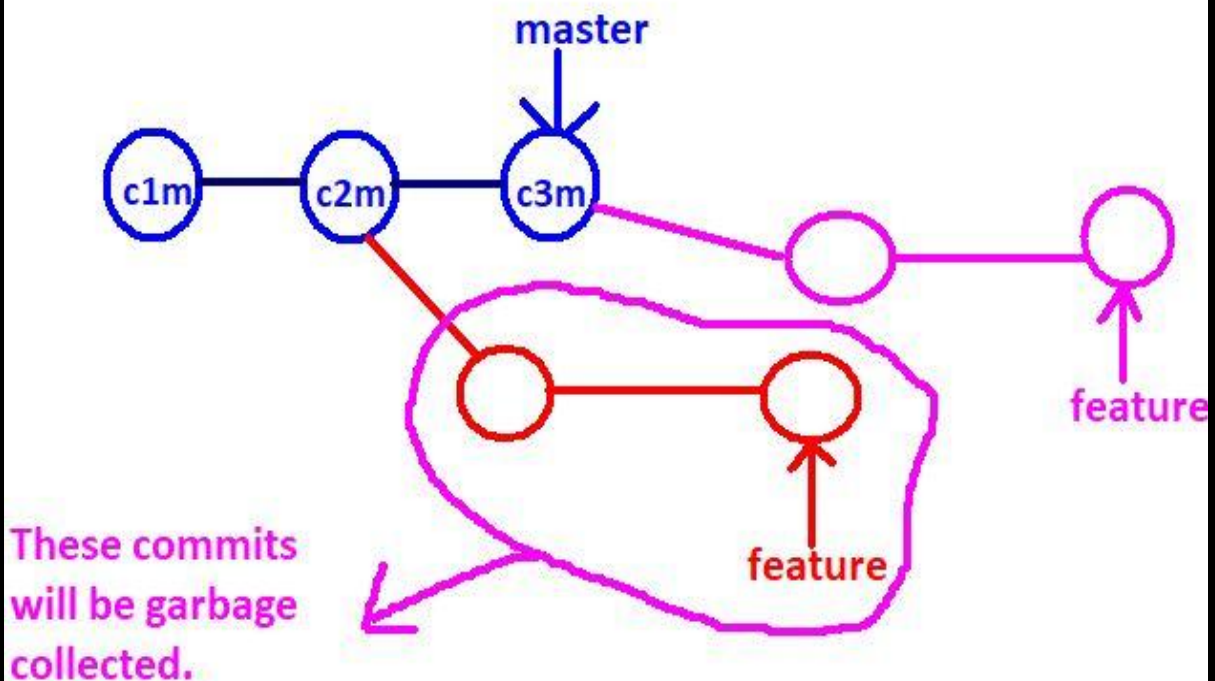 master
c1m
c2m
c3m
feature
feature
These commits
will be garbage
collected.